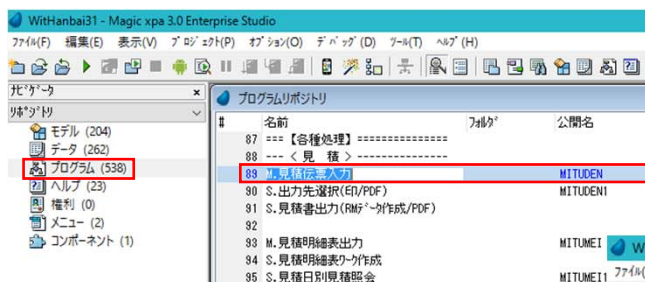 WitHanbai31 - Magic xpa 3.0 Enterprise Studio
ファイル(F) 編集(E) 表示(V) プロジェクト(P) オプション(O) デバッグ(D) ツール(T) ヘルプ(H)
ナビゲータ x
リポジトリ
モデル (204)
データ (262)
プログラム (538)
ヘルプ (23)
権利 (0)
メニュー (2)
コンポーネント (1)
プログラムリポジトリ
# 名前 フォルダ 公開名
87 === 【各種処理】 ===============
88 --- < 見 積 > ---------------
89 M.見積伝票入力 MITUDEN
90 S.出力先選択(印/PDF) MITUDEN1
91 S.見積書出力(RMデータ作成/PDF)
92
93 M.見積明細表出力 MITUMEI
94 S.見積明細表ワーク作成
95 S.見積日別見積照会 MITUMEI1
W
ファイル(